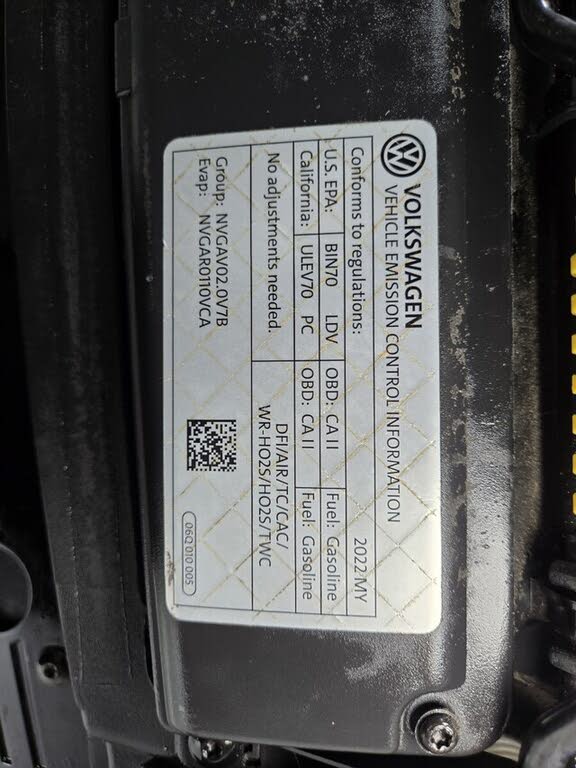 VOLKSWAGEN
VEHICLE EMISSION CONTROL INFORMATION
Conforms to regulations: 2022 MY
U.S. EPA: BIN70 LDV OBD: CA II Fuel: Gasoline
California: ULEV70 PC OBD: CA II Fuel: Gasoline
No adjustments needed. DFI/AIR/TC/CAC/
WR-HO2S/HO2S/TWC
Group: NVGAV02.0V7B
Evap: NVGAR0110VCA
06Q 010 005